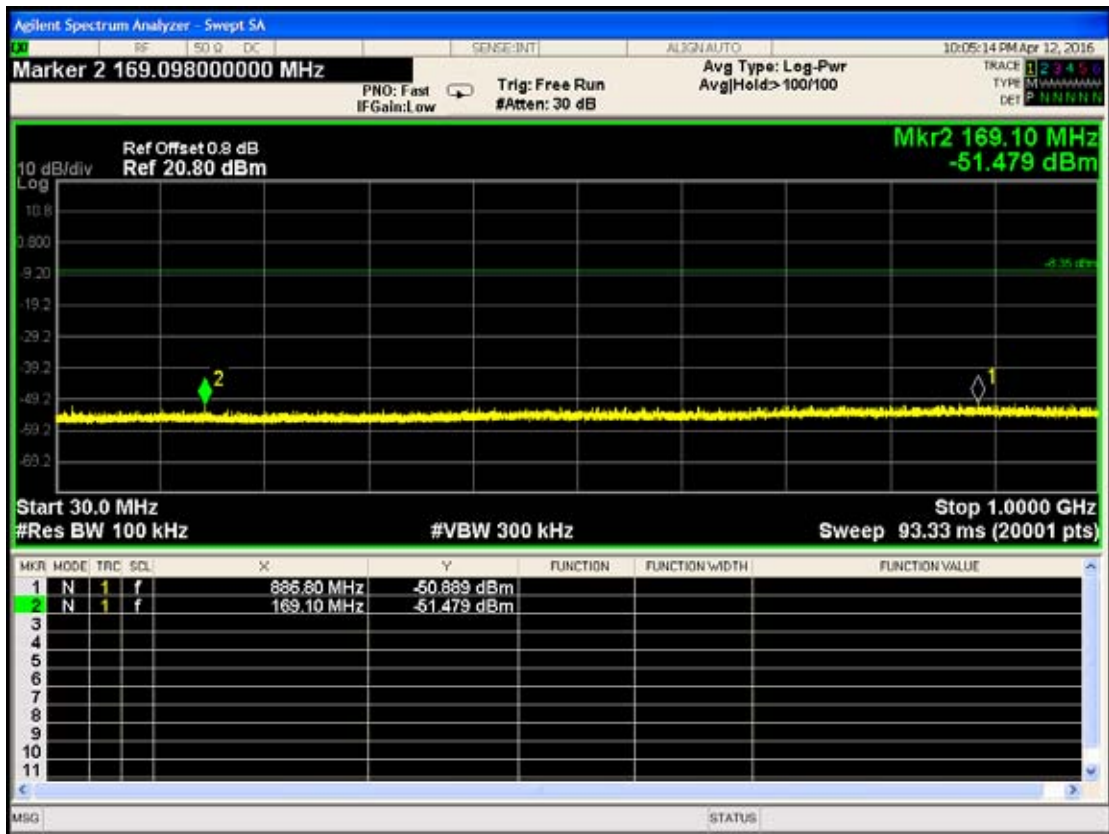 Agilent Spectrum Analyzer - Swept SA
RF 50 Ω DC SENSE:INT ALIGN AUTO 10:05:14 PM Apr 12, 2016
Marker 2 169.098000000 MHz
PNO: Fast
IFGain:Low
Trig: Free Run
#Atten: 30 dB
Avg Type: Log-Pwr
Avg|Hold:>100/100
TRACE 1 2 3 4 5 6
TYPE M
DET P N N N N N
Mkr2 169.10 MHz
-51.479 dBm
Ref Offset 0.8 dB
10 dB/div Ref 20.80 dBm
Log
10.8
0.800
-9.20
-8.35 dBm
-19.2
-29.2
-39.2
2
1
-49.2
-59.2
-69.2
Start 30.0 MHz Stop 1.0000 GHz
#Res BW 100 kHz #VBW 300 kHz Sweep 93.33 ms (20001 pts)
MKR MODE TRC SCL X Y FUNCTION FUNCTION WIDTH FUNCTION VALUE
1 N 1 f 886.80 MHz -50.889 dBm
2 N 1 f 169.10 MHz -51.479 dBm
3
4
5
6
7
8
9
10
11
MSG STATUS